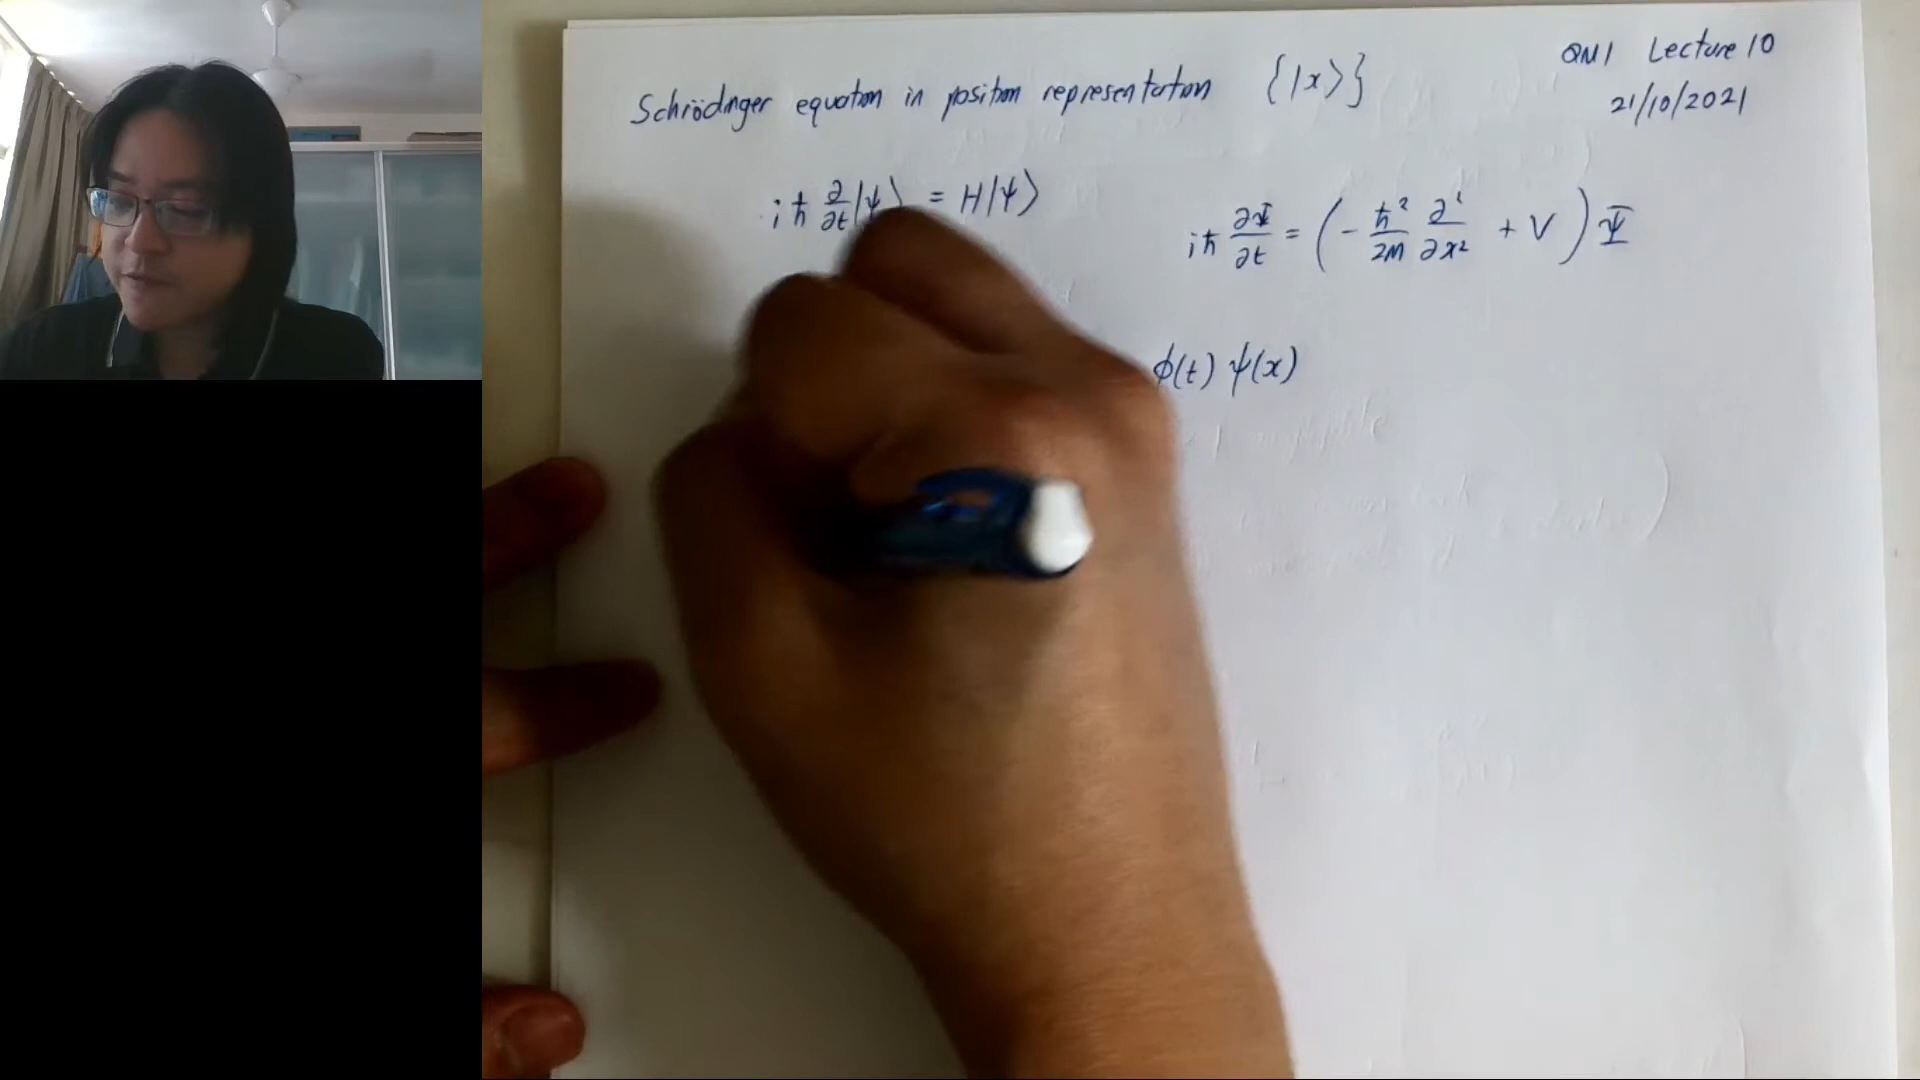 QM1 Lecture 10
21/10/2021
Schrödinger equation in position representation {|x⟩}
iħ ∂/∂t |ψ⟩ = H|ψ⟩
iħ ∂Ψ/∂t = (-ħ²/2m ∂²/∂x² + V) Ψ
ϕ(t) ψ(x)